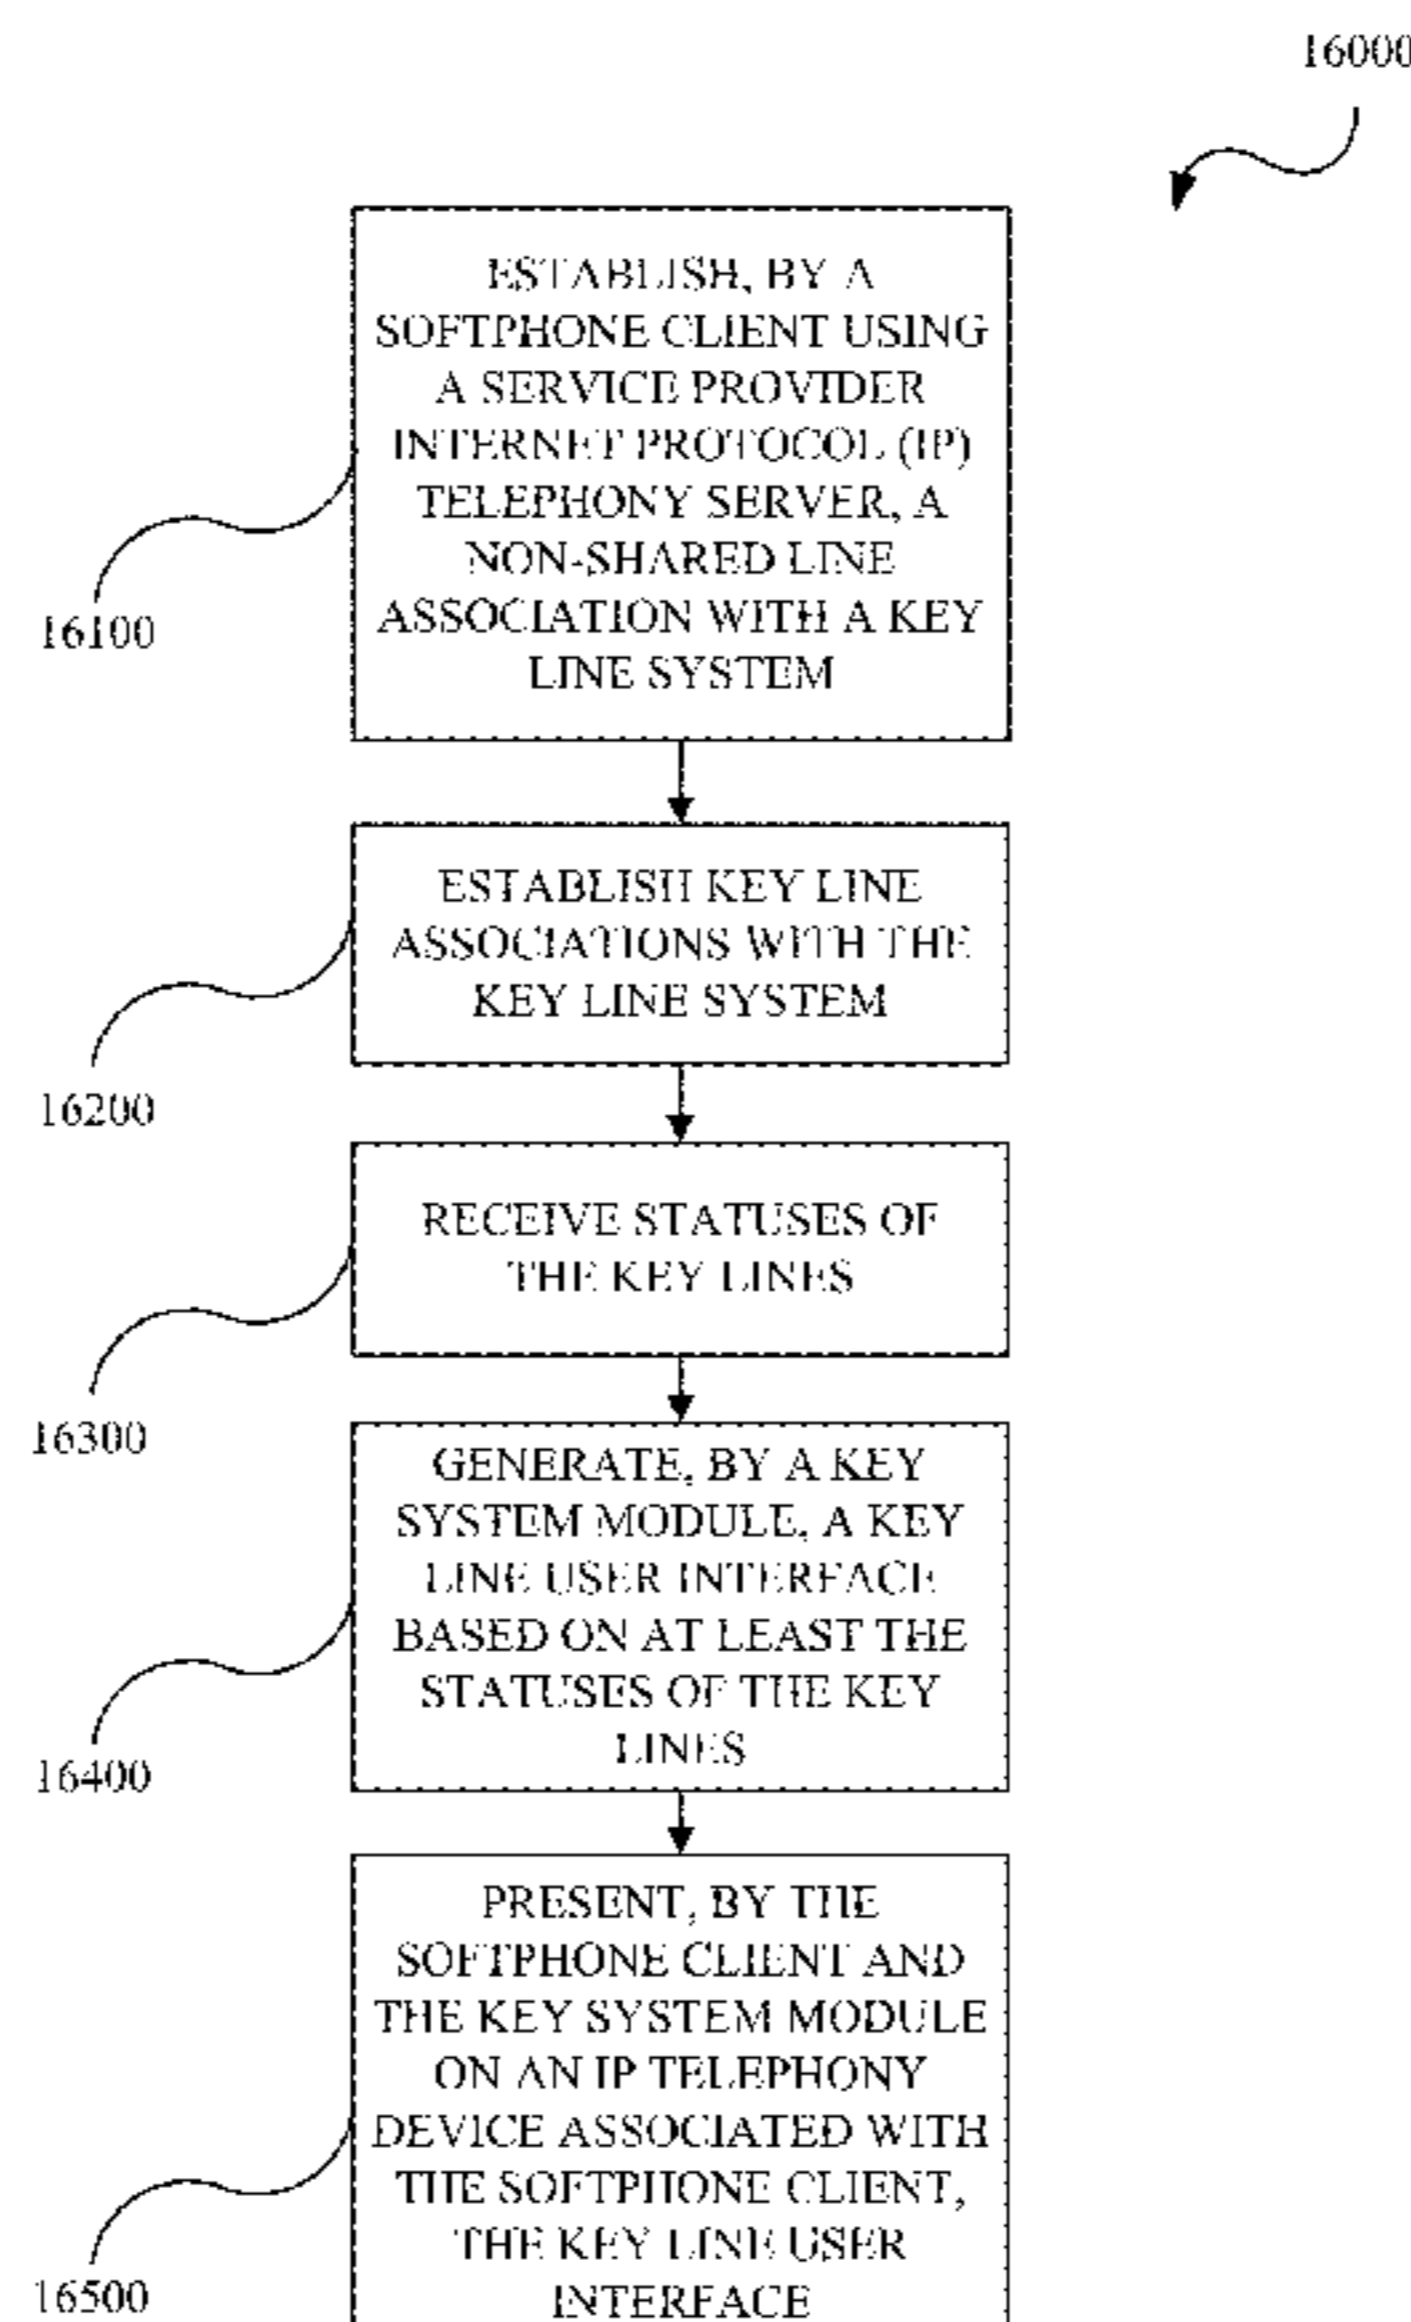 16000
ESTABLISH, BY A
SOFTPHONE CLIENT USING
A SERVICE PROVIDER
INTERNET PROTOCOL (IP)
TELEPHONY SERVER, A
NON-SHARED LINE
ASSOCIATION WITH A KEY
LINE SYSTEM
16100
ESTABLISH KEY LINE
ASSOCIATIONS WITH THE
KEY LINE SYSTEM
16200
RECEIVE STATUSES OF
THE KEY LINES
16300
GENERATE, BY A KEY
SYSTEM MODULE, A KEY
LINE USER INTERFACE
BASED ON AT LEAST THE
STATUSES OF THE KEY
LINES
16400
PRESENT, BY THE
SOFTPHONE CLIENT AND
THE KEY SYSTEM MODULE
ON AN IP TELEPHONY
DEVICE ASSOCIATED WITH
THE SOFTPHONE CLIENT,
THE KEY LINE USER
INTERFACE
16500